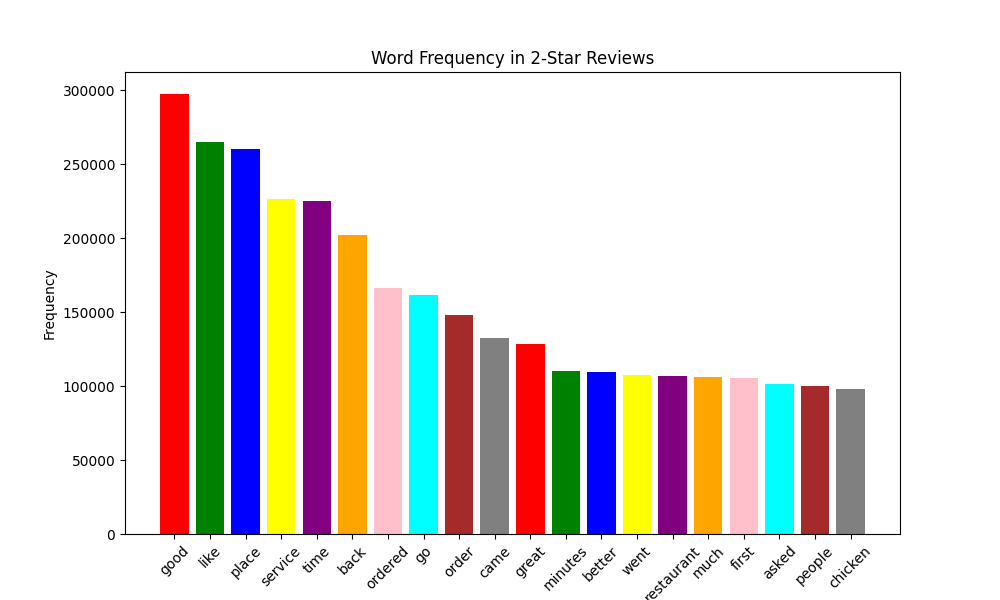 Word Frequency in 2-Star Reviews
300000
250000
200000
150000
100000
50000
0
Frequency
good
like
place
service
time
back
ordered
go
order
came
great
minutes
better
went
restaurant
much
first
asked
people
chicken